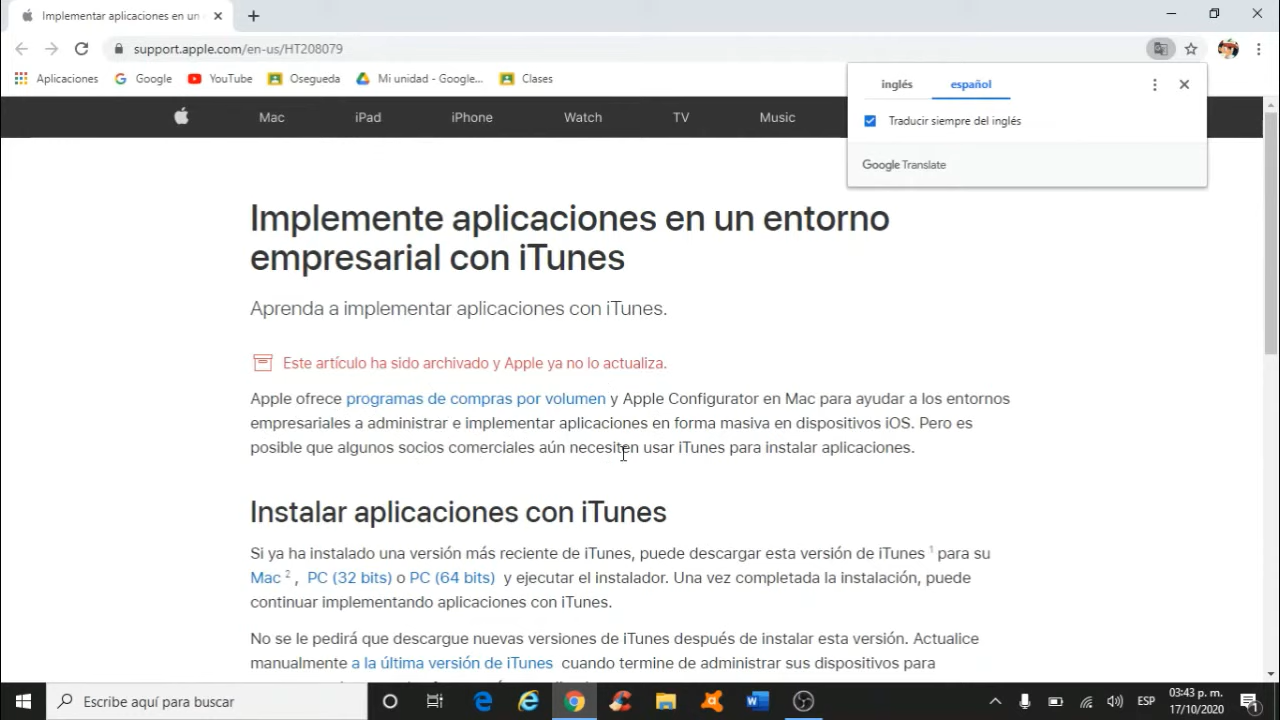 Implementar aplicaciones en un
support.apple.com/en-us/HT208079
Aplicaciones Google YouTube Osegueda Mi unidad - Google... Clases
inglés español
Traducir siempre del inglés
Google Translate
Mac iPad iPhone Watch TV Music
Implemente aplicaciones en un entorno
empresarial con iTunes
Aprenda a implementar aplicaciones con iTunes.
Este artículo ha sido archivado y Apple ya no lo actualiza.
Apple ofrece programas de compras por volumen y Apple Configurator en Mac para ayudar a los entornos
empresariales a administrar e implementar aplicaciones en forma masiva en dispositivos iOS. Pero es
posible que algunos socios comerciales aún necesiten usar iTunes para instalar aplicaciones.
Instalar aplicaciones con iTunes
Si ya ha instalado una versión más reciente de iTunes, puede descargar esta versión de iTunes 1 para su
Mac 2 , PC (32 bits) o PC (64 bits) y ejecutar el instalador. Una vez completada la instalación, puede
continuar implementando aplicaciones con iTunes.
No se le pedirá que descargue nuevas versiones de iTunes después de instalar esta versión. Actualice
manualmente a la última versión de iTunes cuando termine de administrar sus dispositivos para
Escribe aquí para buscar
ESP
03:43 p. m.
17/10/2020
1